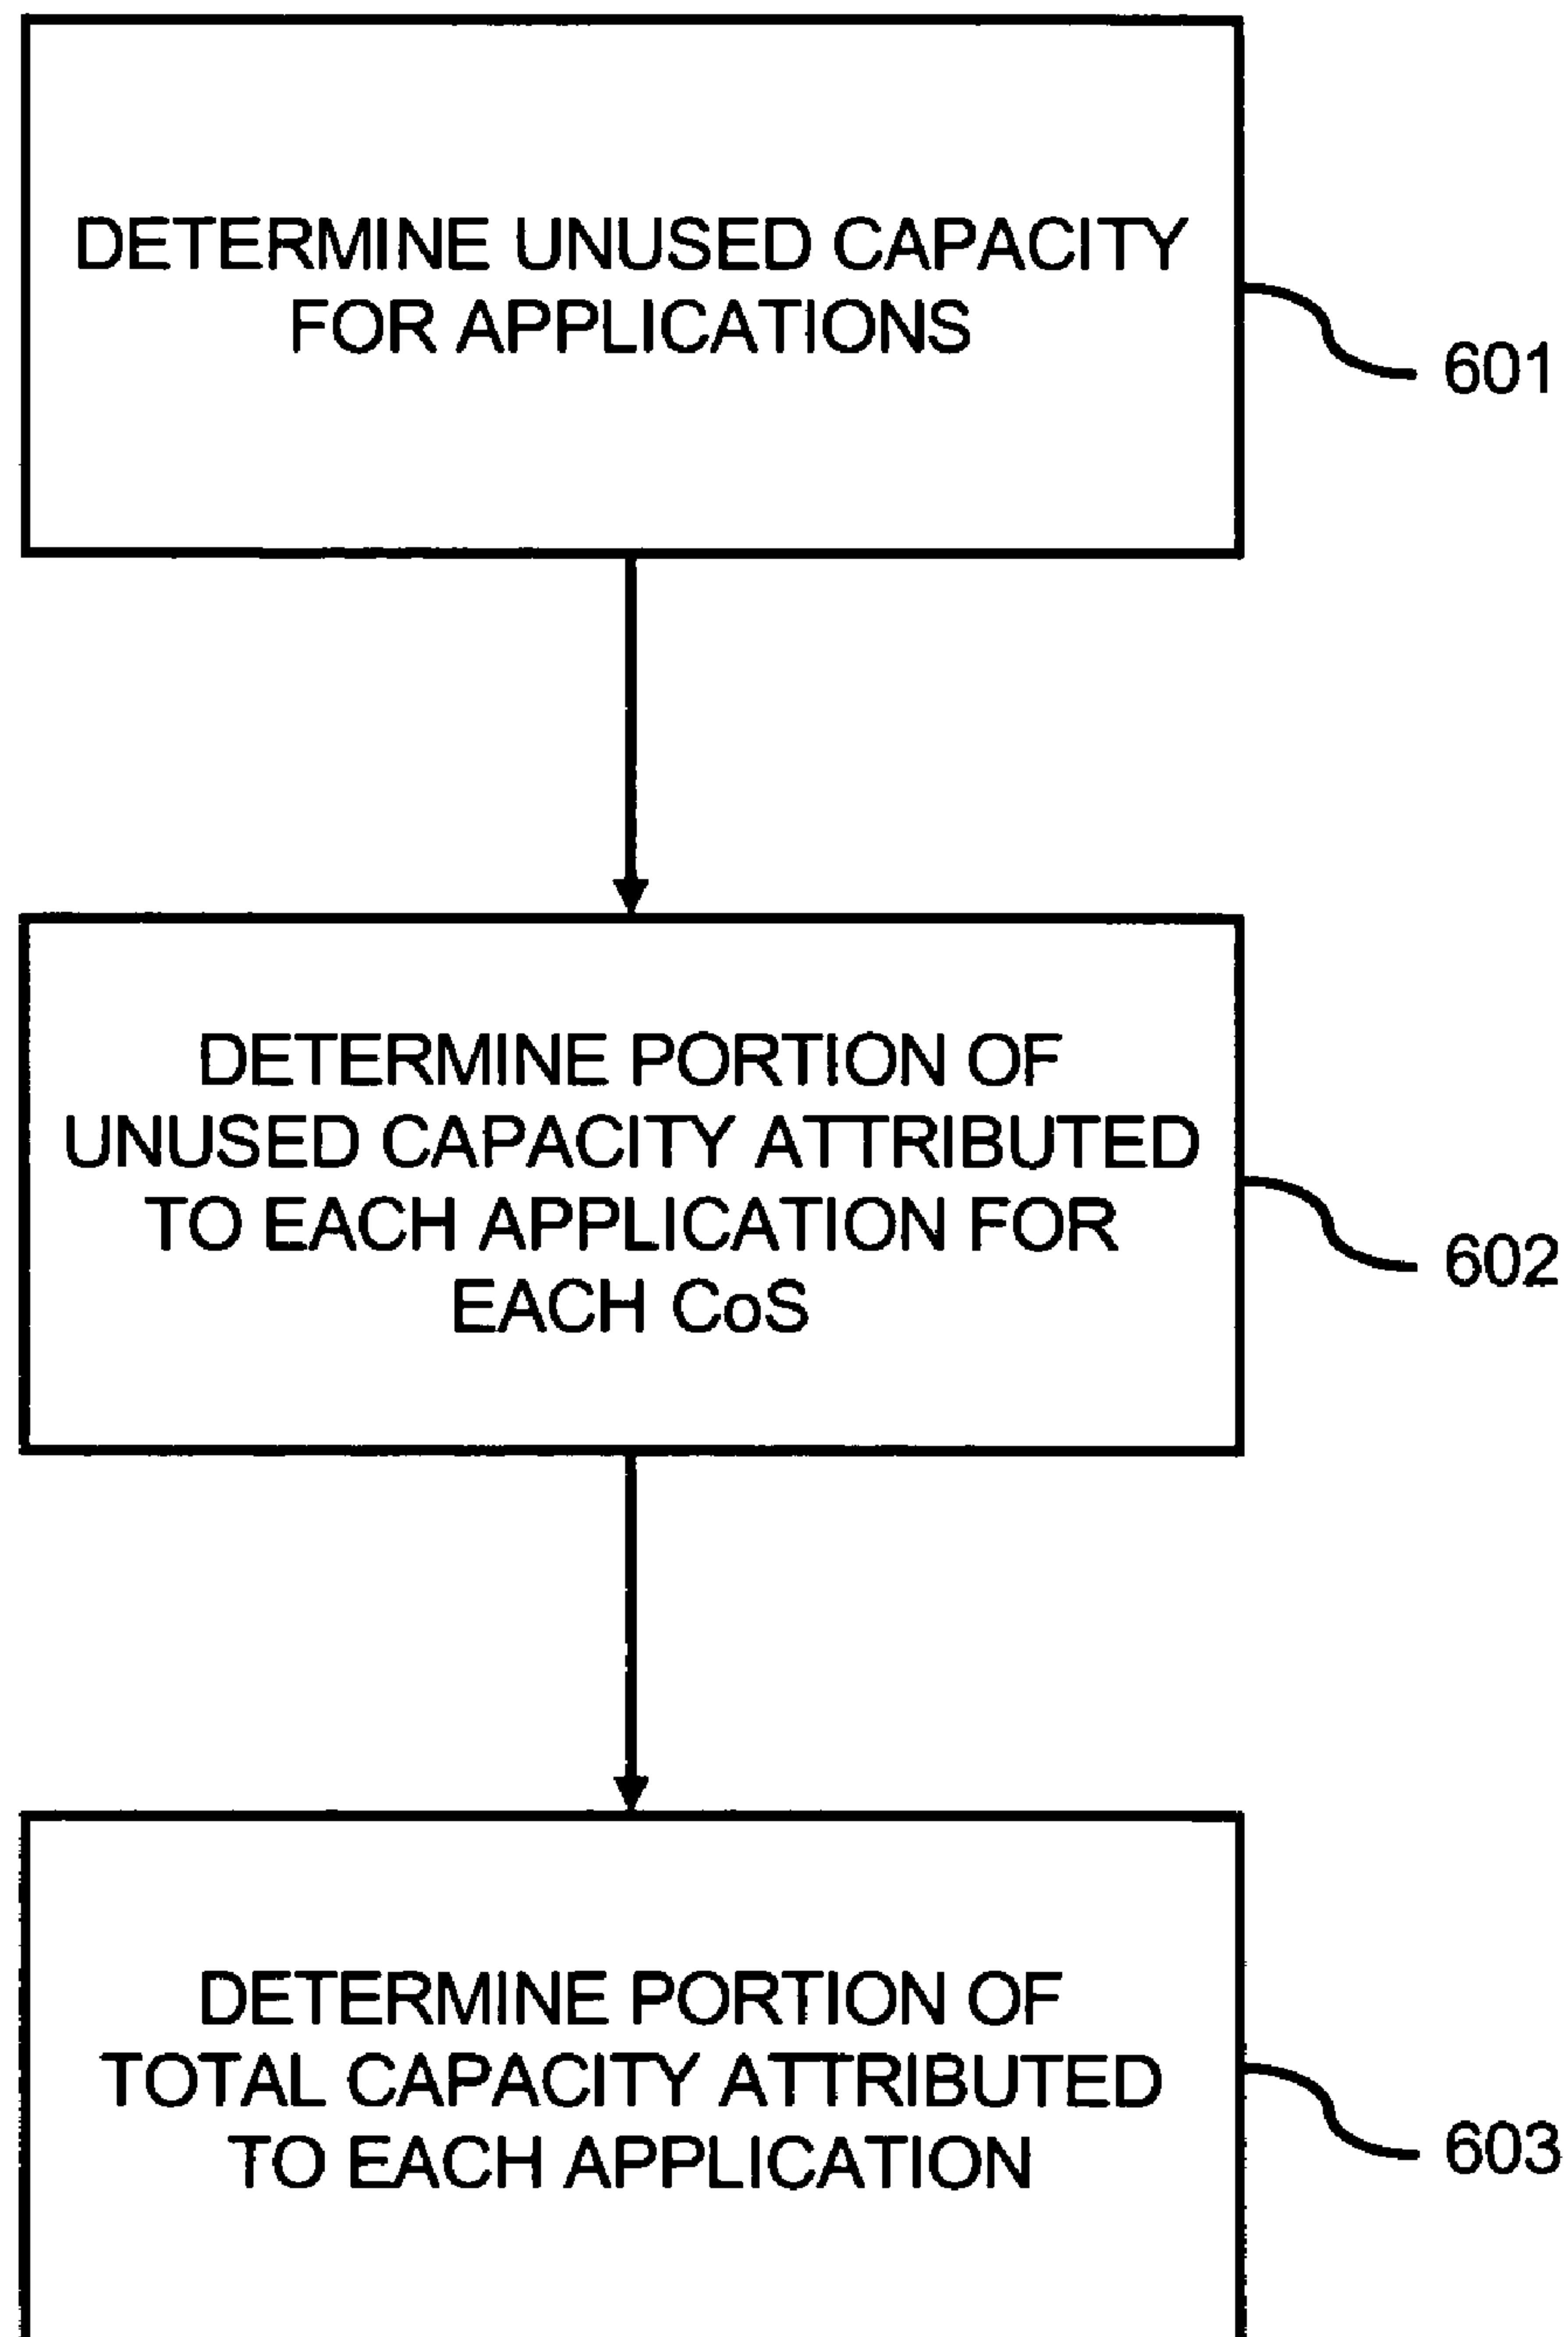 DETERMINE UNUSED CAPACITY
FOR APPLICATIONS
601
DETERMINE PORTION OF
UNUSED CAPACITY ATTRIBUTED
TO EACH APPLICATION FOR
EACH CoS
602
DETERMINE PORTION OF
TOTAL CAPACITY ATTRIBUTED
TO EACH APPLICATION
603